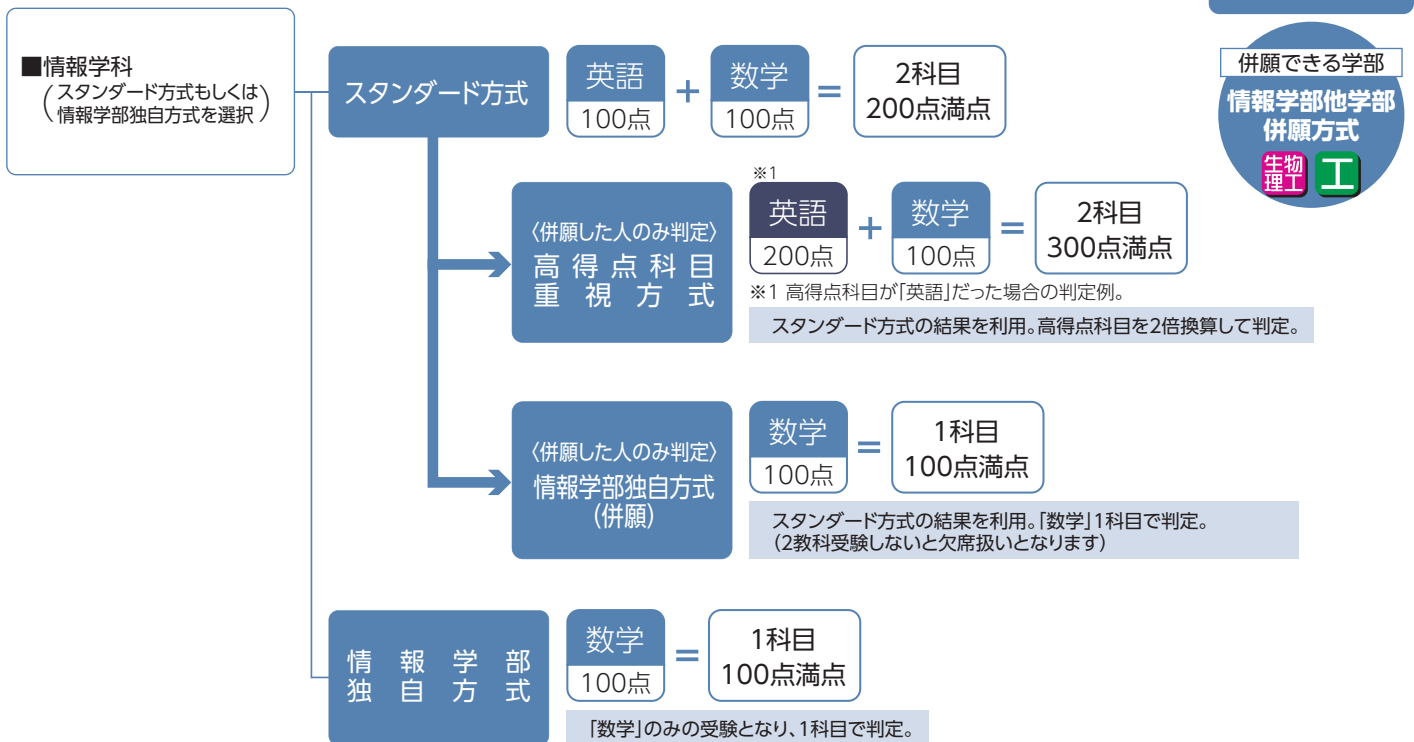 ■情報学科
(スタンダード方式もしくは
情報学部独自方式を選択)
スタンダード方式
英語
100点
+
数学
100点
=
2科目
200点満点
併願できる学部
情報学部他学部
併願方式
生物
理工
工
〈併願した人のみ判定〉
高得点科目
重視方式
※1
英語
200点
+
数学
100点
=
2科目
300点満点
※1 高得点科目が「英語」だった場合の判定例。
スタンダード方式の結果を利用。高得点科目を2倍換算して判定。
〈併願した人のみ判定〉
情報学部独自方式
(併願)
数学
100点
=
1科目
100点満点
スタンダード方式の結果を利用。「数学」1科目で判定。
(2教科受験しないと欠席扱いとなります)
情報学部
独自方式
数学
100点
=
1科目
100点満点
「数学」のみの受験となり、1科目で判定。